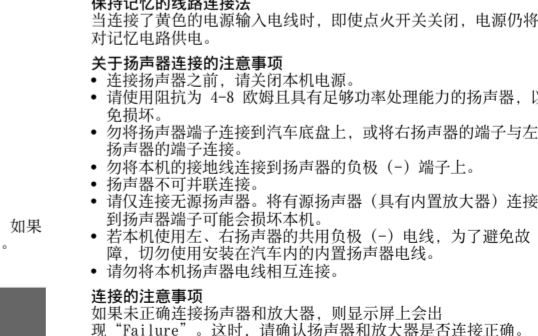 保持记忆的线路连接法
当连接了黄色的电源输入电线时，即使点火开关关闭，电源仍将
对记忆电路供电。
关于扬声器连接的注意事项
• 连接扬声器之前，请关闭本机电源。
• 请使用阻抗为 4-8 欧姆且具有足够功率处理能力的扬声器，以
免损坏。
• 勿将扬声器端子连接到汽车底盘上，或将右扬声器的端子与左
扬声器的端子连接。
• 勿将本机的接地线连接到扬声器的负极（-）端子上。
• 扬声器不可并联连接。
• 请仅连接无源扬声器。将有源扬声器（具有内置放大器）连接
到扬声器端子可能会损坏本机。
如果
。
• 若本机使用左、右扬声器的共用负极（-）电线，为了避免故
障，切勿使用安装在汽车内的内置扬声器电线。
• 请勿将本机扬声器电线相互连接。
连接的注意事项
如果未正确连接扬声器和放大器，则显示屏上会出
现“Failure”。这时，请确认扬声器和放大器是否连接正确。